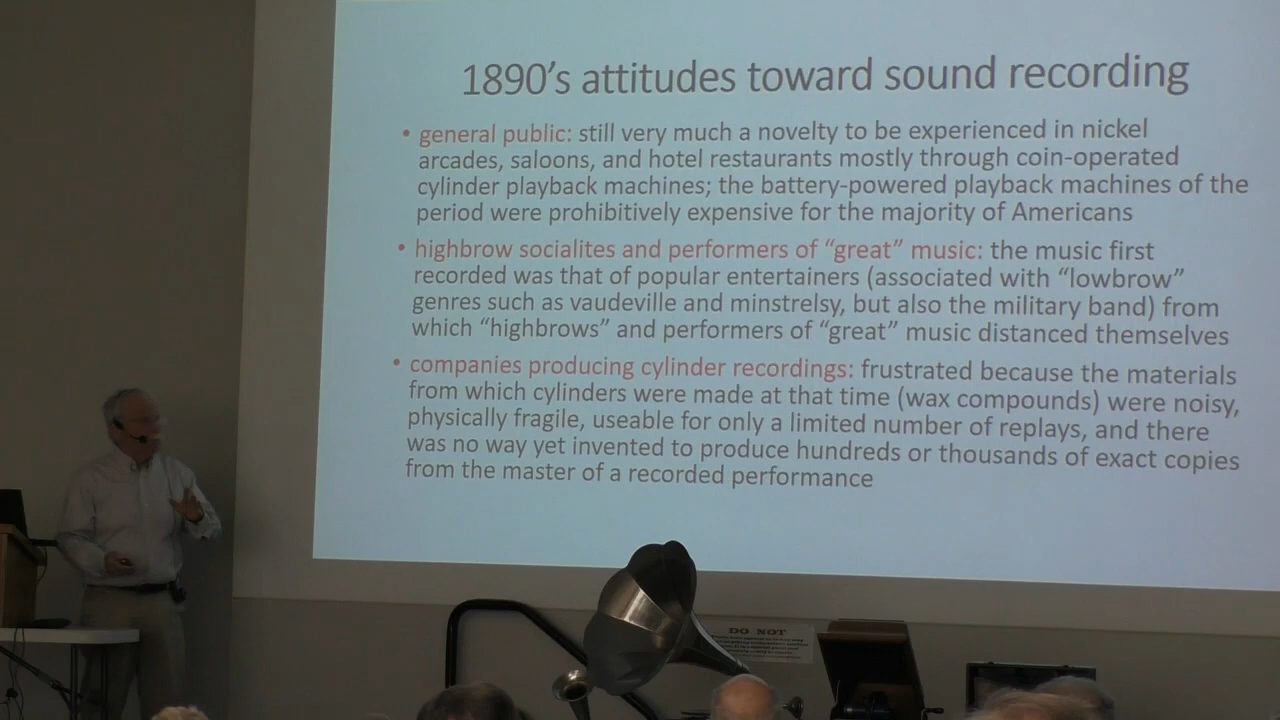 1890's attitudes toward sound recording
• general public: still very much a novelty to be experienced in nickel
arcades, saloons, and hotel restaurants mostly through coin-operated
cylinder playback machines; the battery-powered playback machines of the
period were prohibitively expensive for the majority of Americans
• highbrow socialites and performers of “great” music: the music first
recorded was that of popular entertainers (associated with “lowbrow”
genres such as vaudeville and minstrelsy, but also the military band) from
which “highbrows” and performers of “great” music distanced themselves
• companies producing cylinder recordings: frustrated because the materials
from which cylinders were made at that time (wax compounds) were noisy,
physically fragile, useable for only a limited number of replays, and there
was no way yet invented to produce hundreds or thousands of exact copies
from the master of a recorded performance
DO NOT